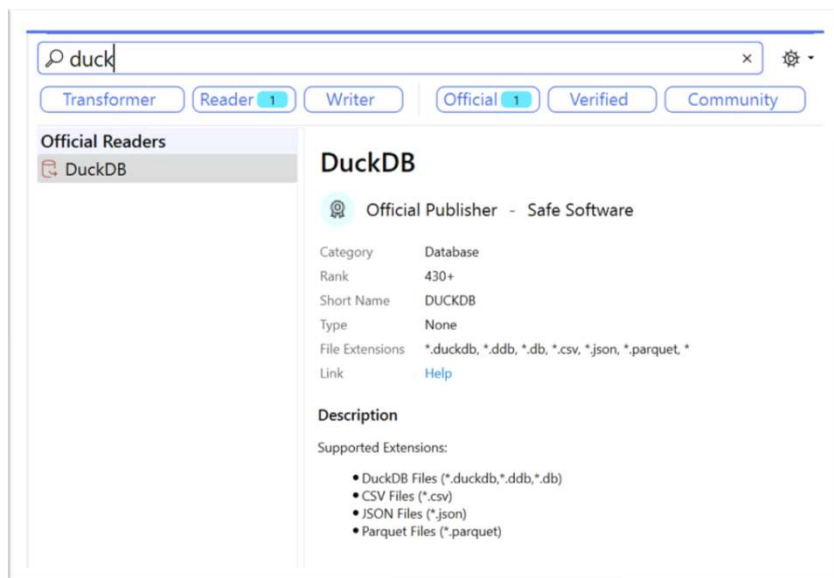 duck
Transformer Reader 1 Writer Official 1 Verified Community
Official Readers
DuckDB
DuckDB
Official Publisher - Safe Software
Category Database
Rank 430+
Short Name DUCKDB
Type None
File Extensions *.duckdb, *.ddb, *.db, *.csv, *.json, *.parquet, *
Link Help
Description
Supported Extensions:
• DuckDB Files (*.duckdb,*.ddb,*.db)
• CSV Files (*.csv)
• JSON Files (*.json)
• Parquet Files (*.parquet)